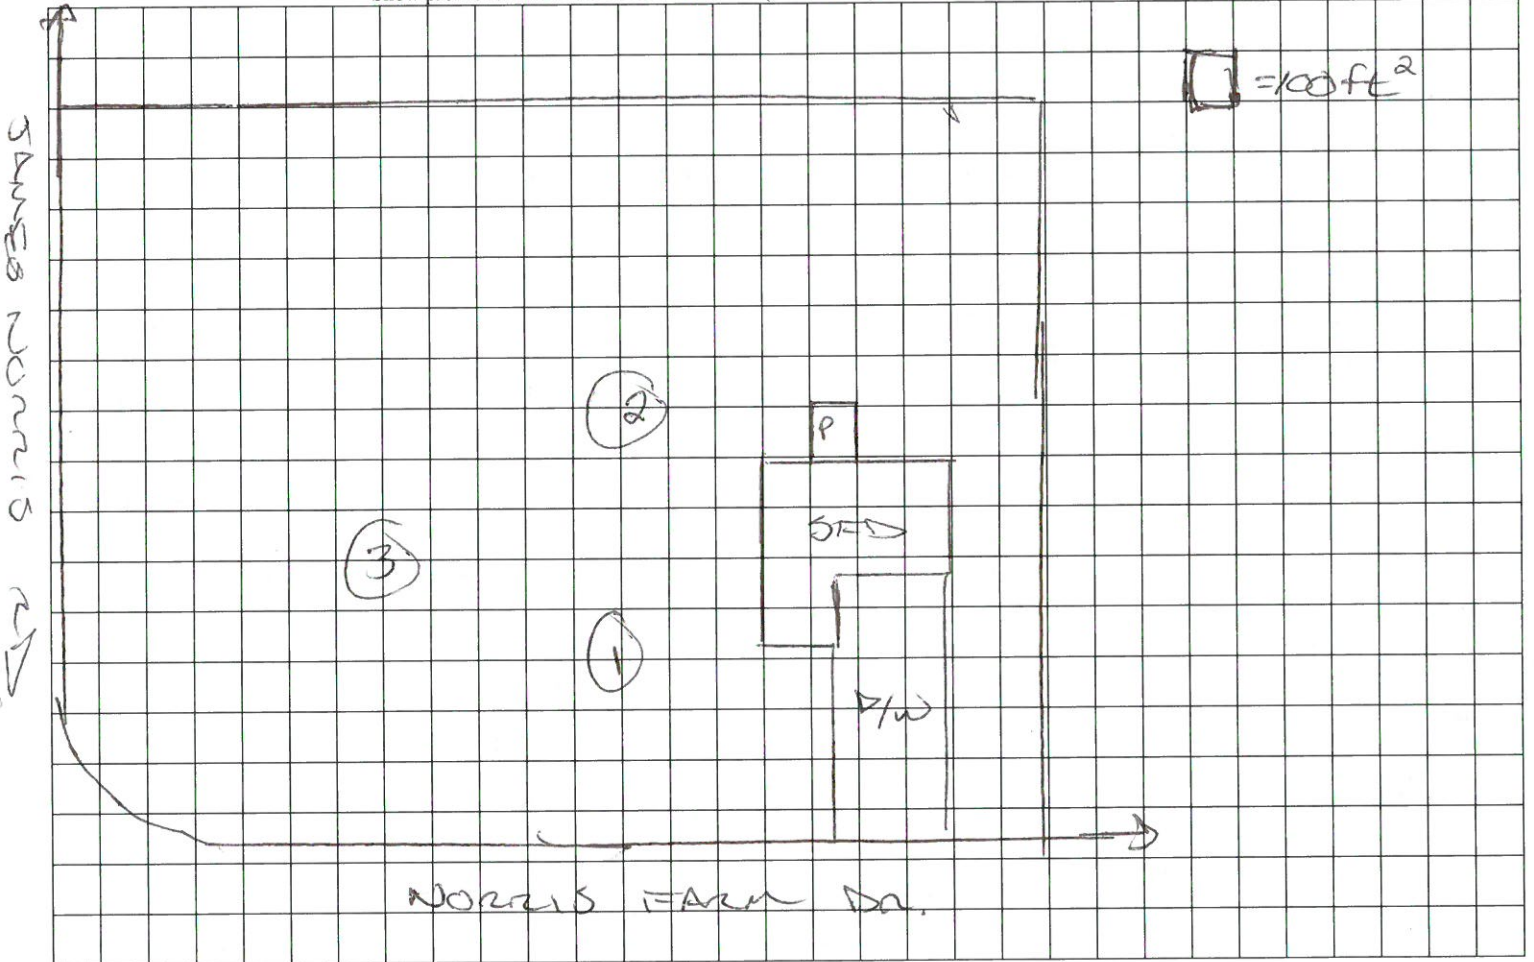 =100ft²
JAMES NORRIS RD
2
P
SFD
3
1
D/W
NORRIS FARM DR.